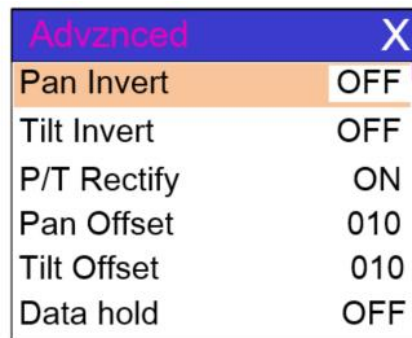 Advznced X
Pan Invert OFF
Tilt Invert OFF
P/T Rectify ON
Pan Offset 010
Tilt Offset 010
Data hold OFF